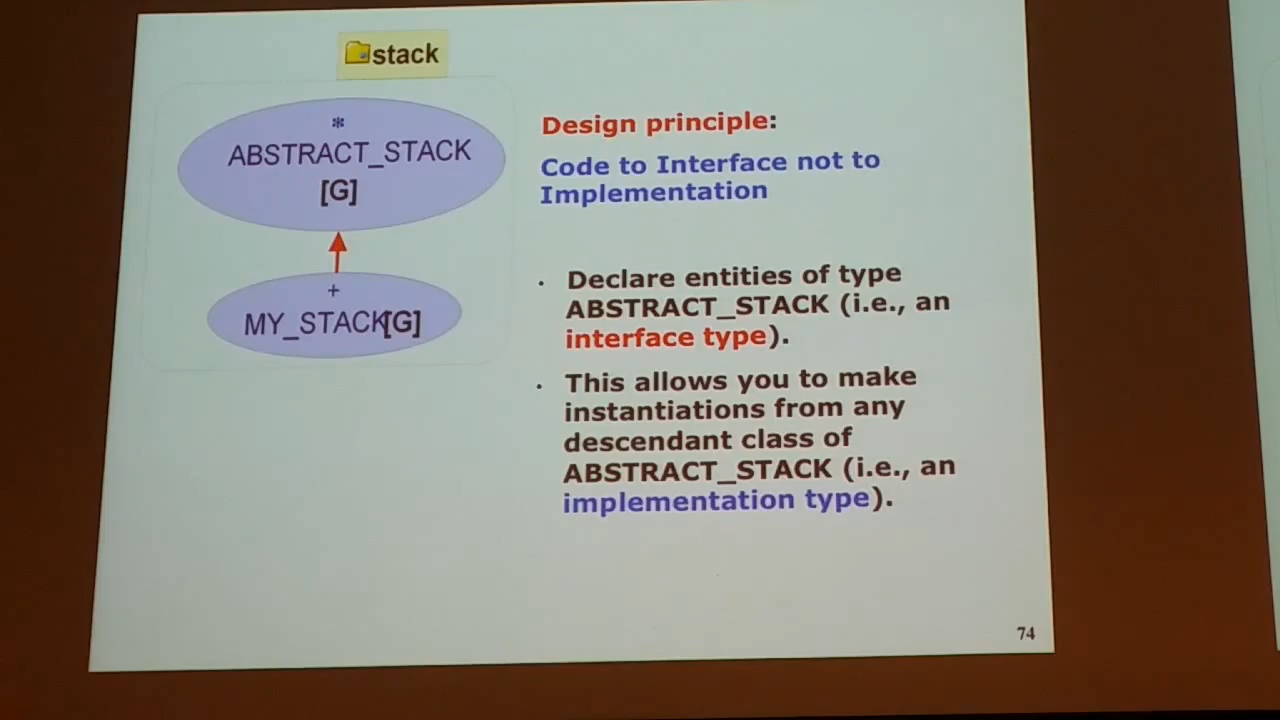 stack
*
ABSTRACT_STACK
[G]
+
MY_STACK[G]
Design principle:
Code to Interface not to
Implementation
· Declare entities of type
ABSTRACT_STACK (i.e., an
interface type).
· This allows you to make
instantiations from any
descendant class of
ABSTRACT_STACK (i.e., an
implementation type).
74